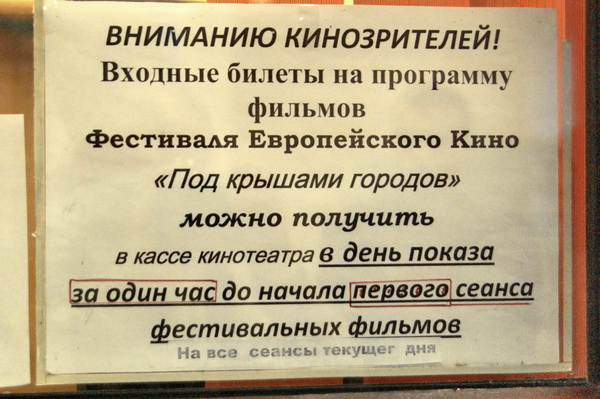 ВНИМАНИЮ КИНОЗРИТЕЛЕЙ!
Входные билеты на программу
фильмов
Фестиваля Европейского Кино
«Под крышами городов»
можно получить
в кассе кинотеатра в день показа
за один час до начала первого сеанса
фестивальных фильмов
На все сеансы текущег дня